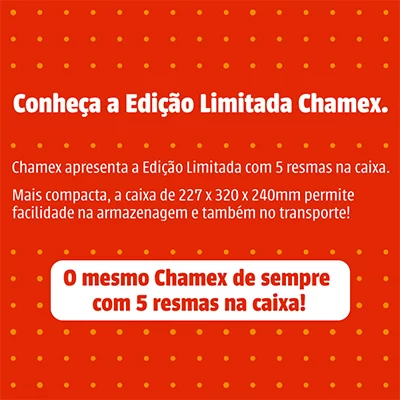 Conheça a Edição Limitada Chamex.
Chamex apresenta a Edição Limitada com 5 resmas na caixa.
Mais compacta, a caixa de 227 x 320 x 240mm permite
facilidade na armazenagem e também no transporte!
O mesmo Chamex de sempre
com 5 resmas na caixa!